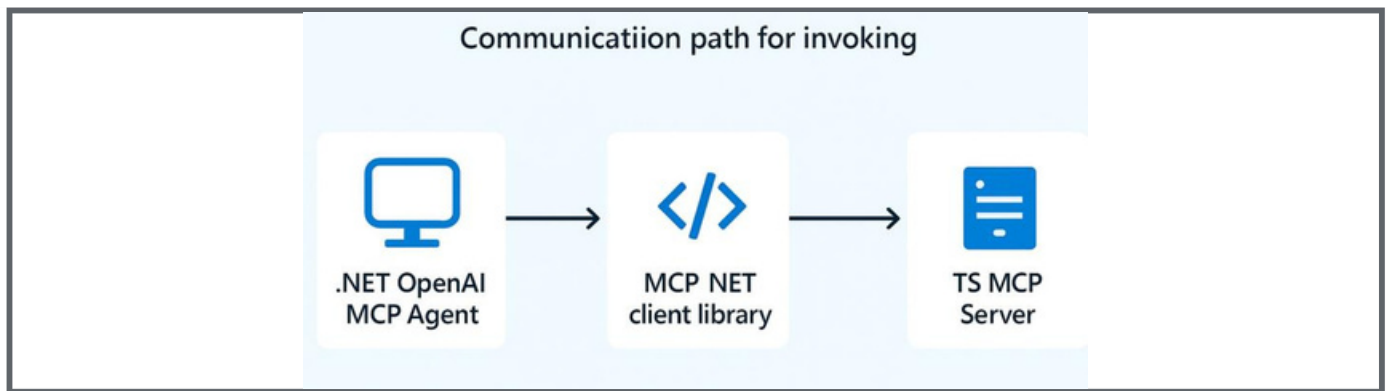 Communicatiion path for invoking
.NET OpenAI
MCP Agent
MCP NET
client library
TS MCP
Server